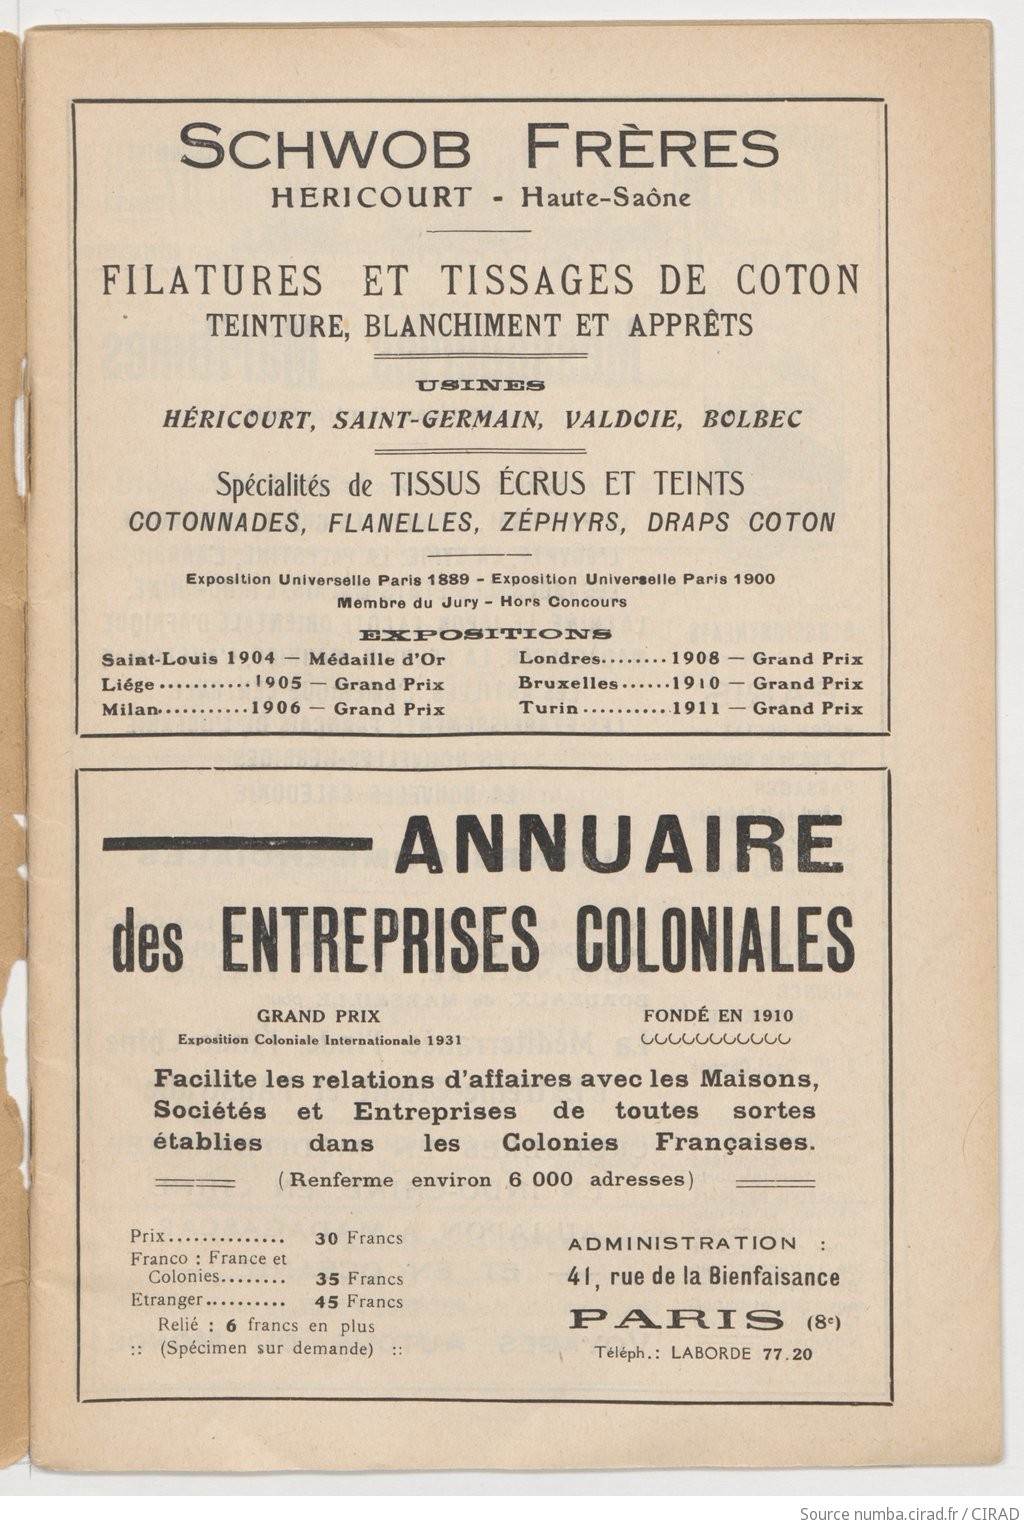 SCHWOB FRÈRES
HERICOURT - Haute-Saône
FILATURES ET TISSAGES DE COTON
TEINTURE, BLANCHIMENT ET APPRÊTS
USINES
HÉRICOURT, SAINT-GERMAIN, VALDOIE, BOLBEC
Spécialités de TISSUS ÉCRUS ET TEINTS
COTONNADES, FLANELLES, ZÉPHYRS, DRAPS COTON
Exposition Universelle Paris 1889 - Exposition Universelle Paris 1900
Membre du Jury - Hors Concours
EXPOSITIONS
Saint-Louis 1904 — Médaille d'Or
Liége...........1905 — Grand Prix
Milan...........1906 — Grand Prix
Londres........1908 — Grand Prix
Bruxelles......1910 — Grand Prix
Turin..........1911 — Grand Prix
ANNUAIRE
des ENTREPRISES COLONIALES
GRAND PRIX
Exposition Coloniale Internationale 1931
FONDÉ EN 1910
Facilite les relations d'affaires avec les Maisons,
Sociétés et Entreprises de toutes sortes
établies dans les Colonies Françaises.
(Renferme environ 6 000 adresses)
Prix.............. 30 Francs
Franco : France et
Colonies........ 35 Francs
Etranger.......... 45 Francs
Relié : 6 francs en plus
:: (Spécimen sur demande) ::
ADMINISTRATION :
41, rue de la Bienfaisance
PARIS (8e)
Téléph.: LABORDE 77.20
Source numba.cirad.fr / CIRAD